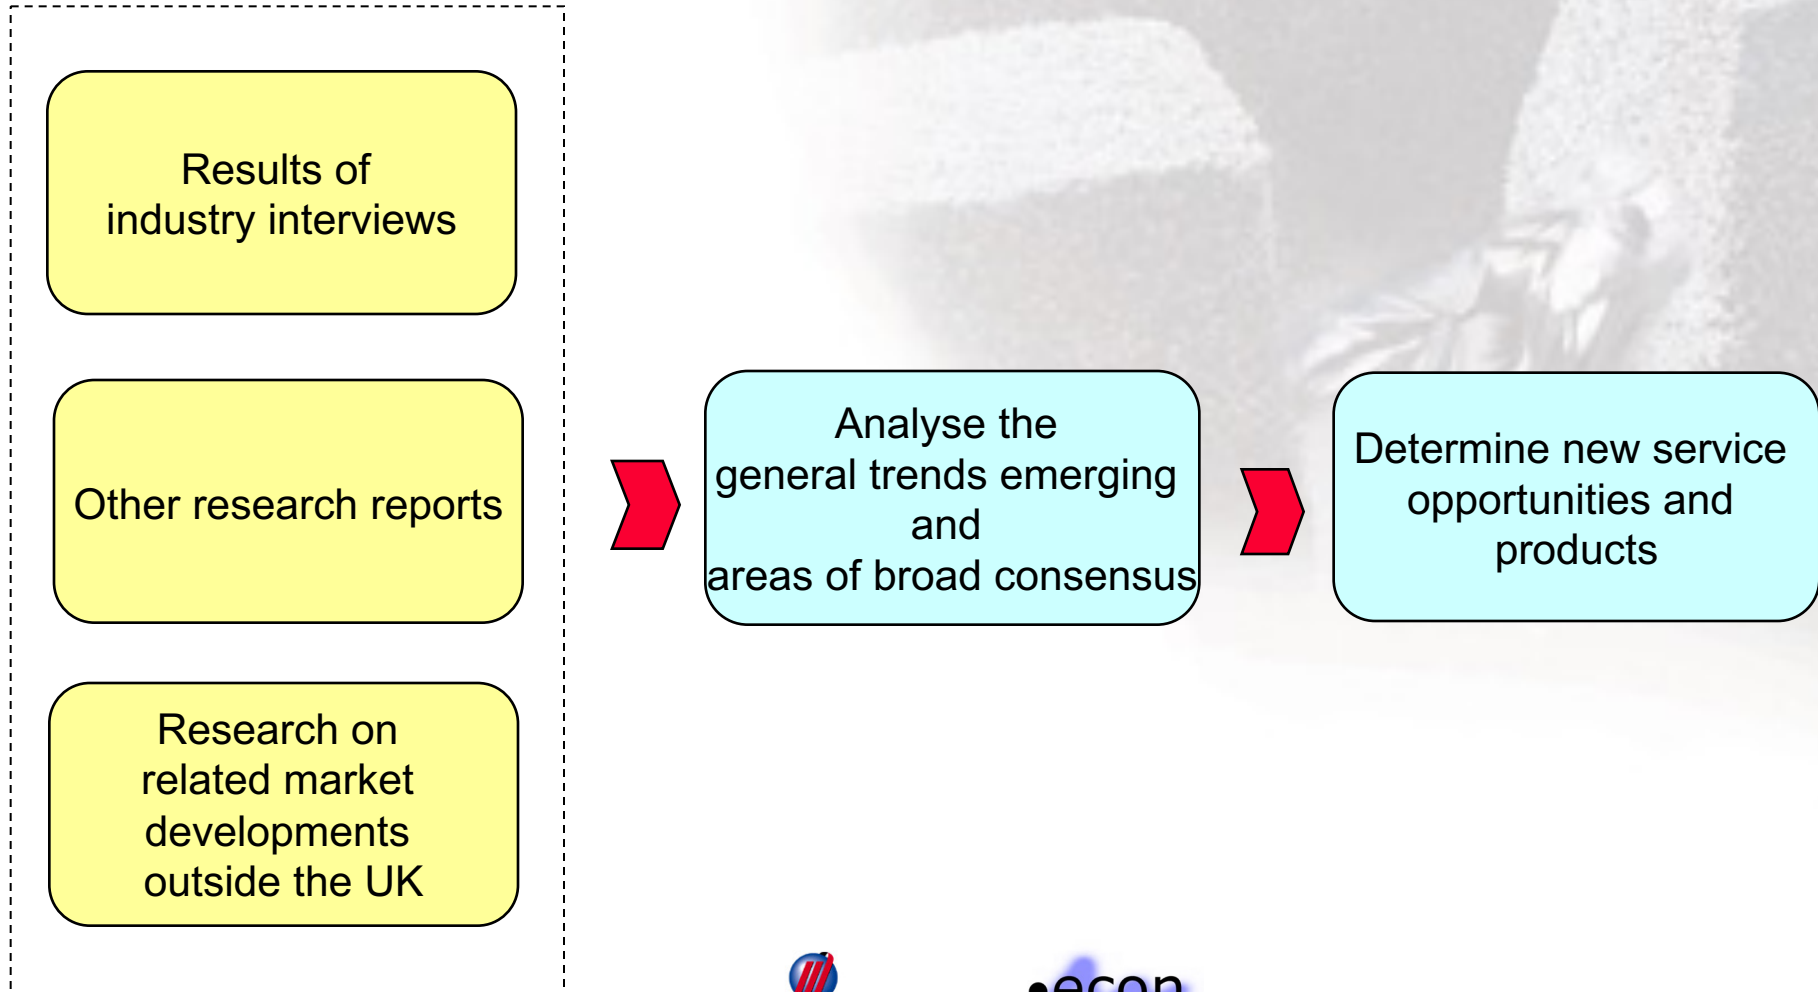 Results of
industry interviews
Other research reports
Research on
related market
developments
outside the UK
Analyse the
general trends emerging
and
areas of broad consensus
Determine new service
opportunities and
products
•econ